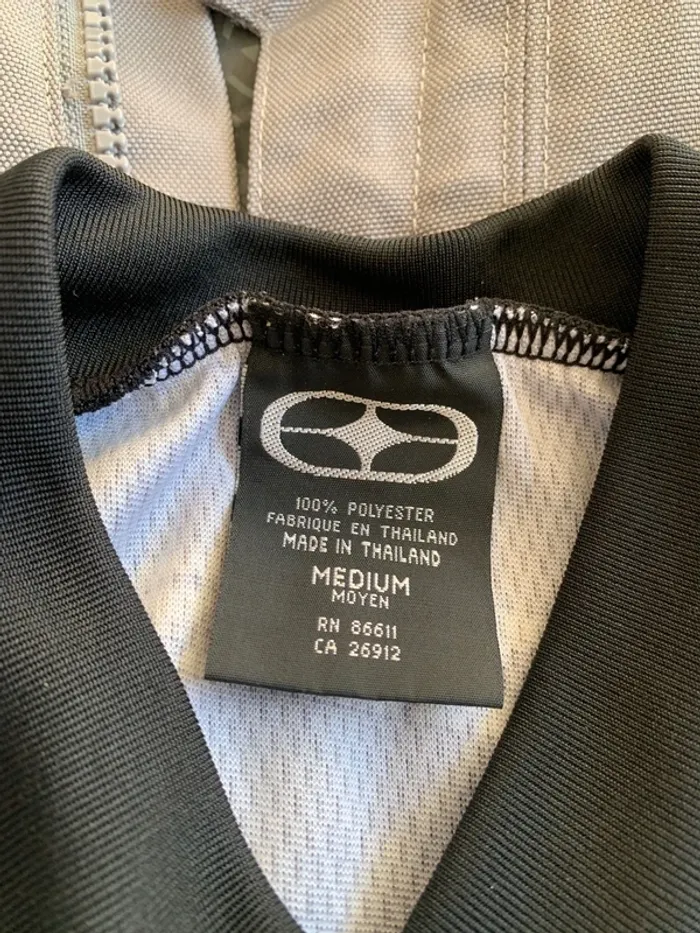 100% POLYESTER
FABRIQUE EN THAILAND
MADE IN THAILAND
MEDIUM
MOYEN
RN 86611
CA 26912